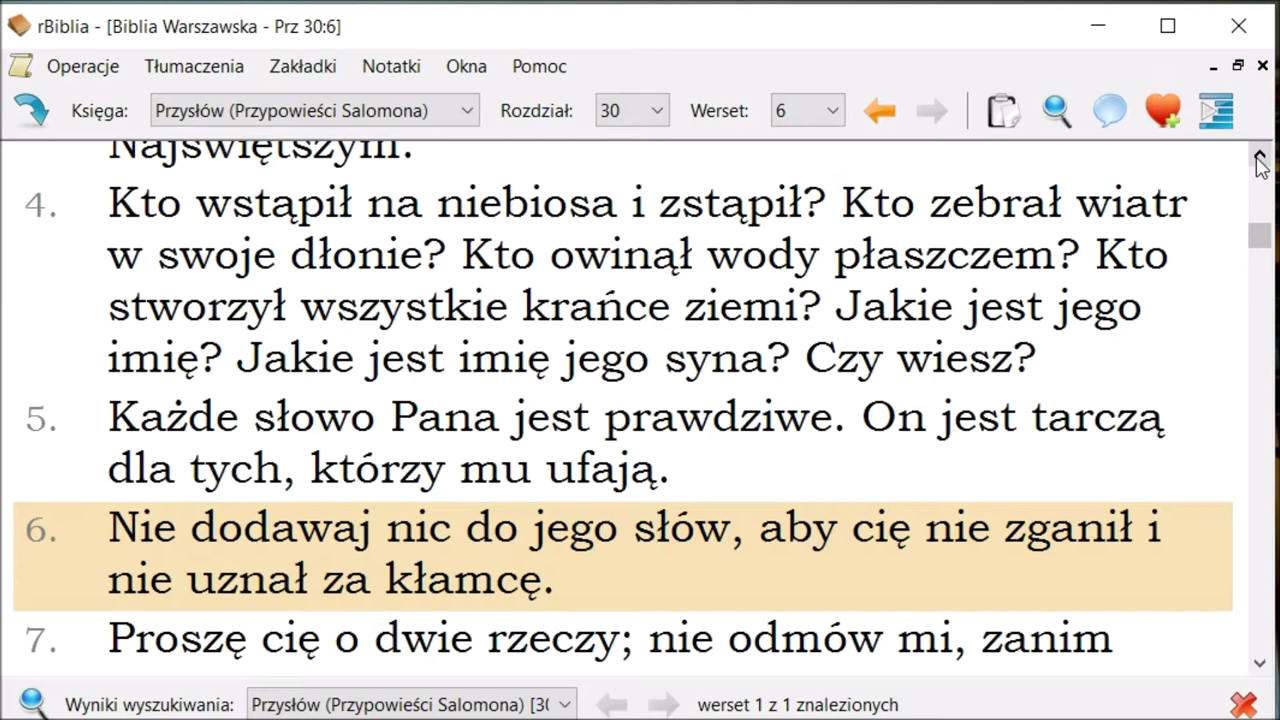 rBiblia - [Biblia Warszawska - Prz 30:6]
Operacje Tłumaczenia Zakładki Notatki Okna Pomoc
Księga: Przysłów (Przypowieści Salomona) Rozdział: 30 Werset: 6
Najświętszym.
4. Kto wstąpił na niebiosa i zstąpił? Kto zebrał wiatr
w swoje dłonie? Kto owinął wody płaszczem? Kto
stworzył wszystkie krańce ziemi? Jakie jest jego
imię? Jakie jest imię jego syna? Czy wiesz?
5. Każde słowo Pana jest prawdziwe. On jest tarczą
dla tych, którzy mu ufają.
6. Nie dodawaj nic do jego słów, aby cię nie zganił i
nie uznał za kłamcę.
7. Proszę cię o dwie rzeczy; nie odmów mi, zanim
Wyniki wyszukiwania: Przysłów (Przypowieści Salomona) [30 werset 1 z 1 znalezionych